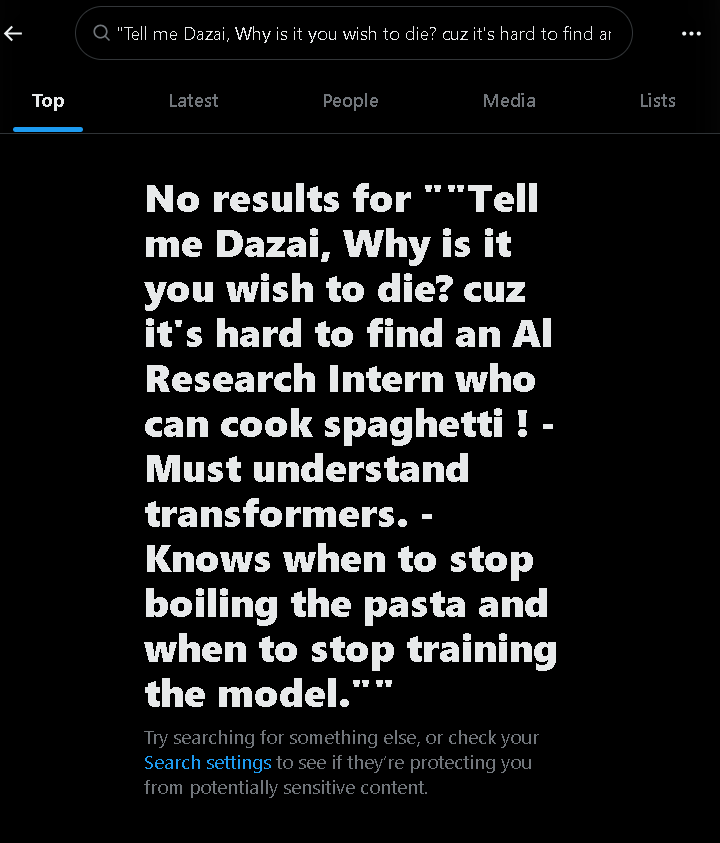 "Tell me Dazai, Why is it you wish to die? cuz it's hard to find ar
Top Latest People Media Lists
No results for ""Tell
me Dazai, Why is it
you wish to die? cuz
it's hard to find an Al
Research Intern who
can cook spaghetti ! -
Must understand
transformers. -
Knows when to stop
boiling the pasta and
when to stop training
the model.""
Try searching for something else, or check your
Search settings to see if they're protecting you
from potentially sensitive content.